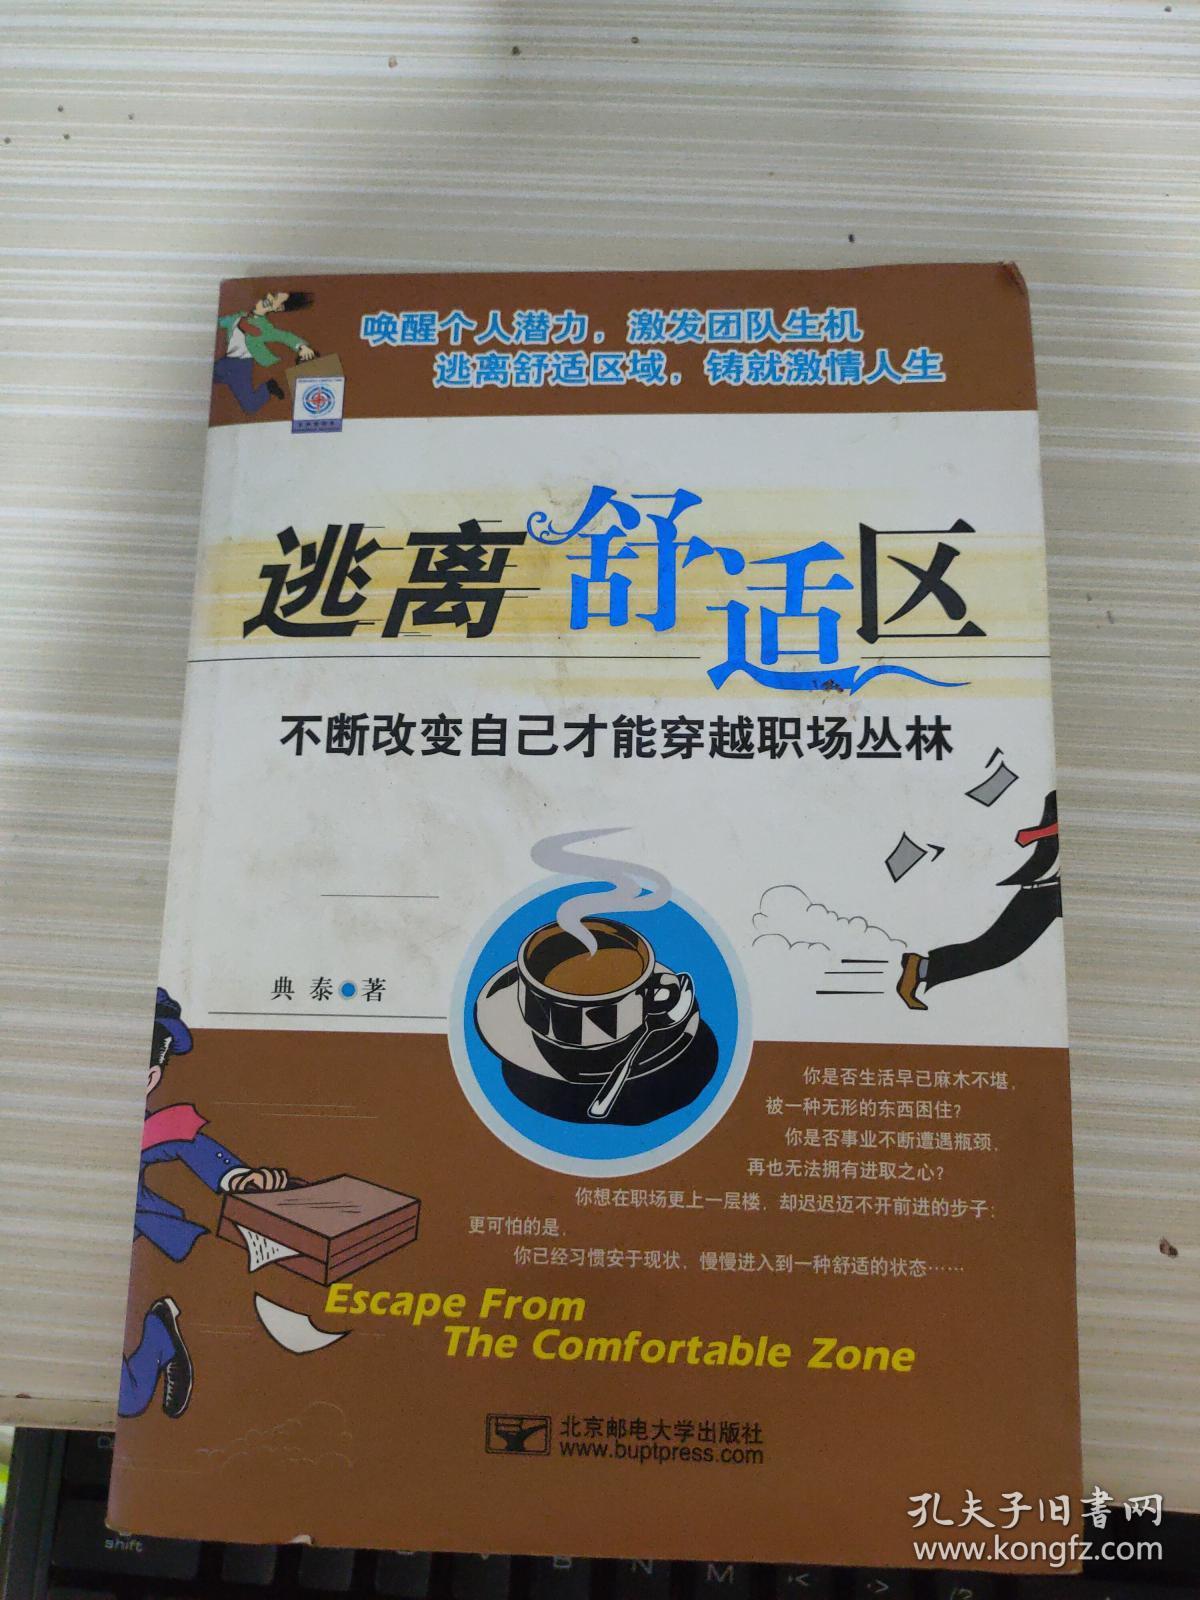 唤醒个人潜力，激发团队生机
逃离舒适区域，铸就激情人生
逃离舒适区
不断改变自己才能穿越职场丛林
典 泰 著
你是否生活早已麻木不堪，
被一种无形的东西困住？
你是否事业不断遭遇瓶颈，
再也无法拥有进取之心？
你想在职场更上一层楼，却迟迟迈不开前进的步子；
更可怕的是，
你已经习惯安于现状，慢慢进入到一种舒适的状态……
Escape From
The Comfortable Zone
北京邮电大学出版社
www.buptpress.com
shift
B N M
孔夫子旧書网
www.kongfz.com